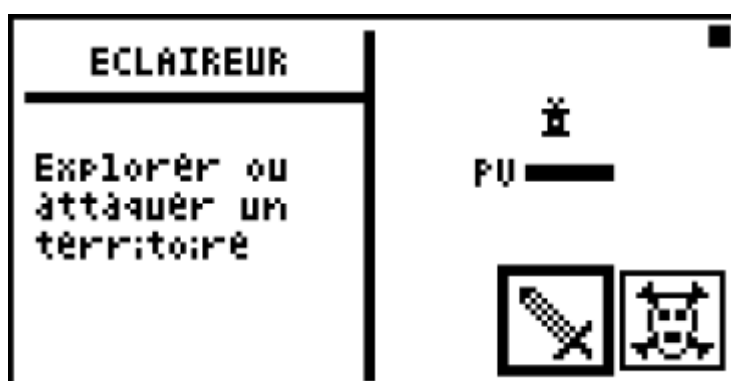 ECLAIREUR
Explorer ou
attaquer un
territoire
PV